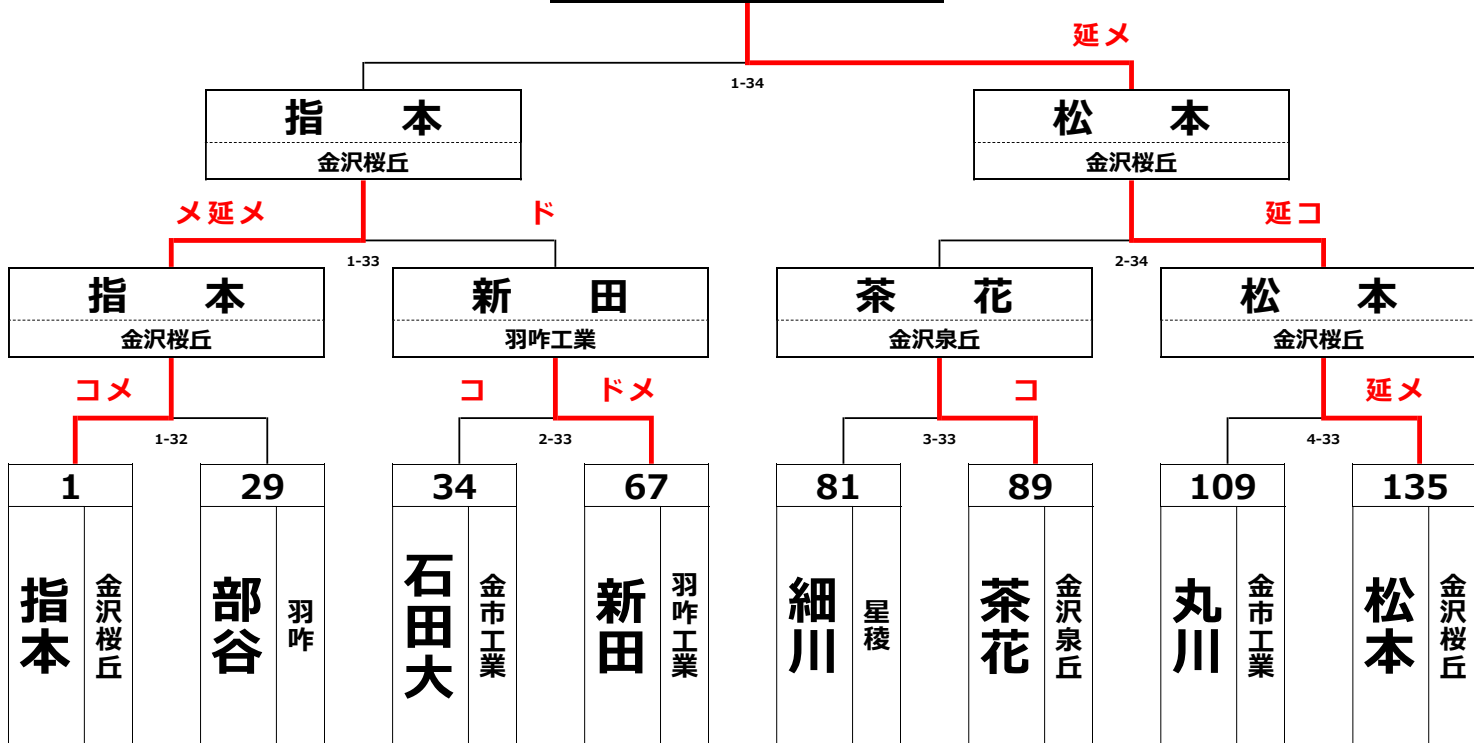 延メ
1-34
指本
松本
金沢桜丘
金沢桜丘
メ延メ
ド
延コ
1-33
2-34
指本
新田
茶花
松本
金沢桜丘
羽咋工業
金沢泉丘
金沢桜丘
コメ
コ
ドメ
コ
延メ
1-32
2-33
3-33
4-33
1
29
34
67
81
89
109
135
指本
金沢桜丘
部谷
羽咋
石田大
金市工業
新田
羽咋工業
細川
星稜
茶花
金沢泉丘
丸川
金市工業
松本
金沢桜丘